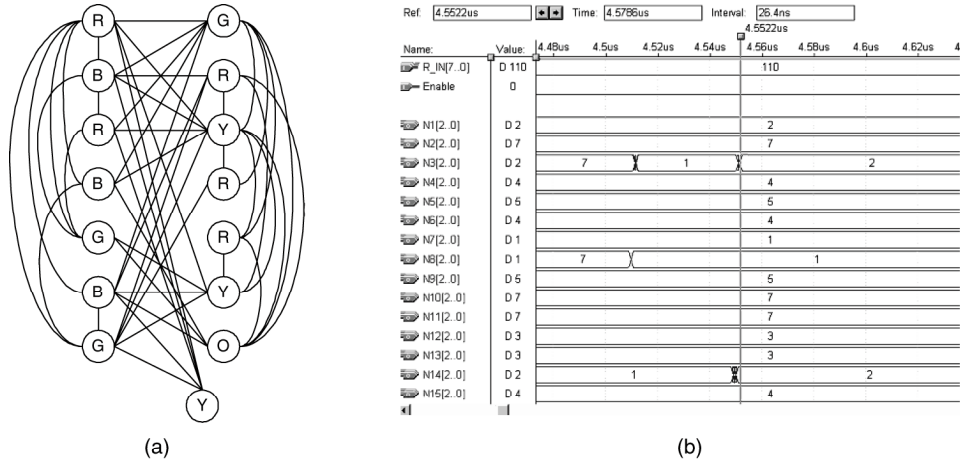 R G
B R
R Y
B R
G R
B Y
G O
Y
(a)
Ref: 4.5522us Time: 4.5786us Interval: 26.4ns
4.5522us
Name: Value: 4.48us 4.5us 4.52us 4.54us 4.56us 4.58us 4.6us 4.62us 4.6
R_IN[7..0] D 110 110
Enable 0
N1[2..0] D 2 2
N2[2..0] D 7 7
N3[2..0] D 2 7 1 2
N4[2..0] D 4 4
N5[2..0] D 5 5
N6[2..0] D 4 4
N7[2..0] D 1 1
N8[2..0] D 1 7 1
N9[2..0] D 5 5
N10[2..0] D 7 7
N11[2..0] D 7 7
N12[2..0] D 3 3
N13[2..0] D 3 3
N14[2..0] D 2 1 2
N15[2..0] D 4 4
(b)